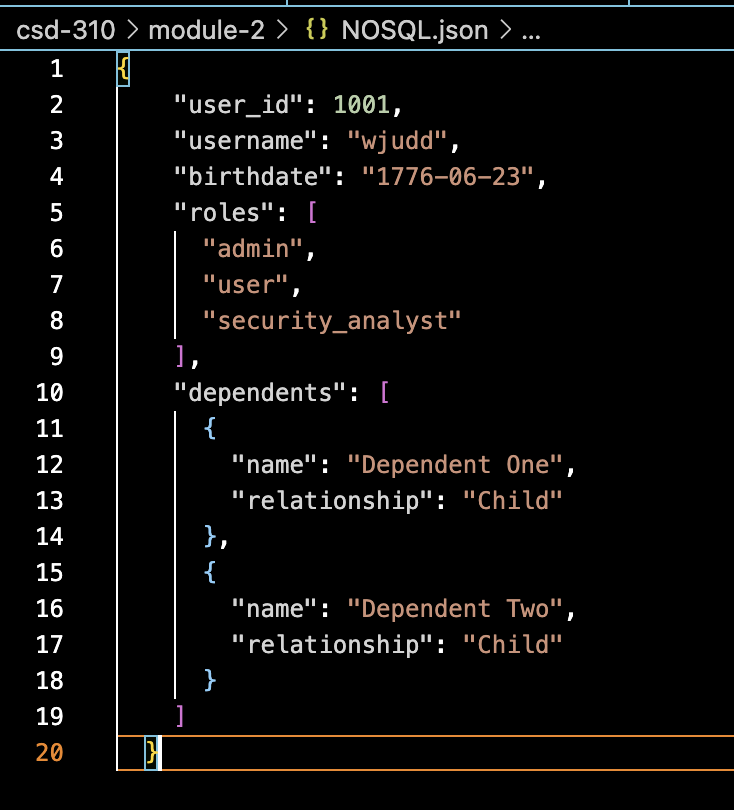 csd-310 > module-2 > {} NOSQL.json > ...
1 {
2 "user_id": 1001,
3 "username": "wjudd",
4 "birthdate": "1776-06-23",
5 "roles": [
6 "admin",
7 "user",
8 "security_analyst"
9 ],
10 "dependents": [
11 {
12 "name": "Dependent One",
13 "relationship": "Child"
14 },
15 {
16 "name": "Dependent Two",
17 "relationship": "Child"
18 }
19 ]
20 }